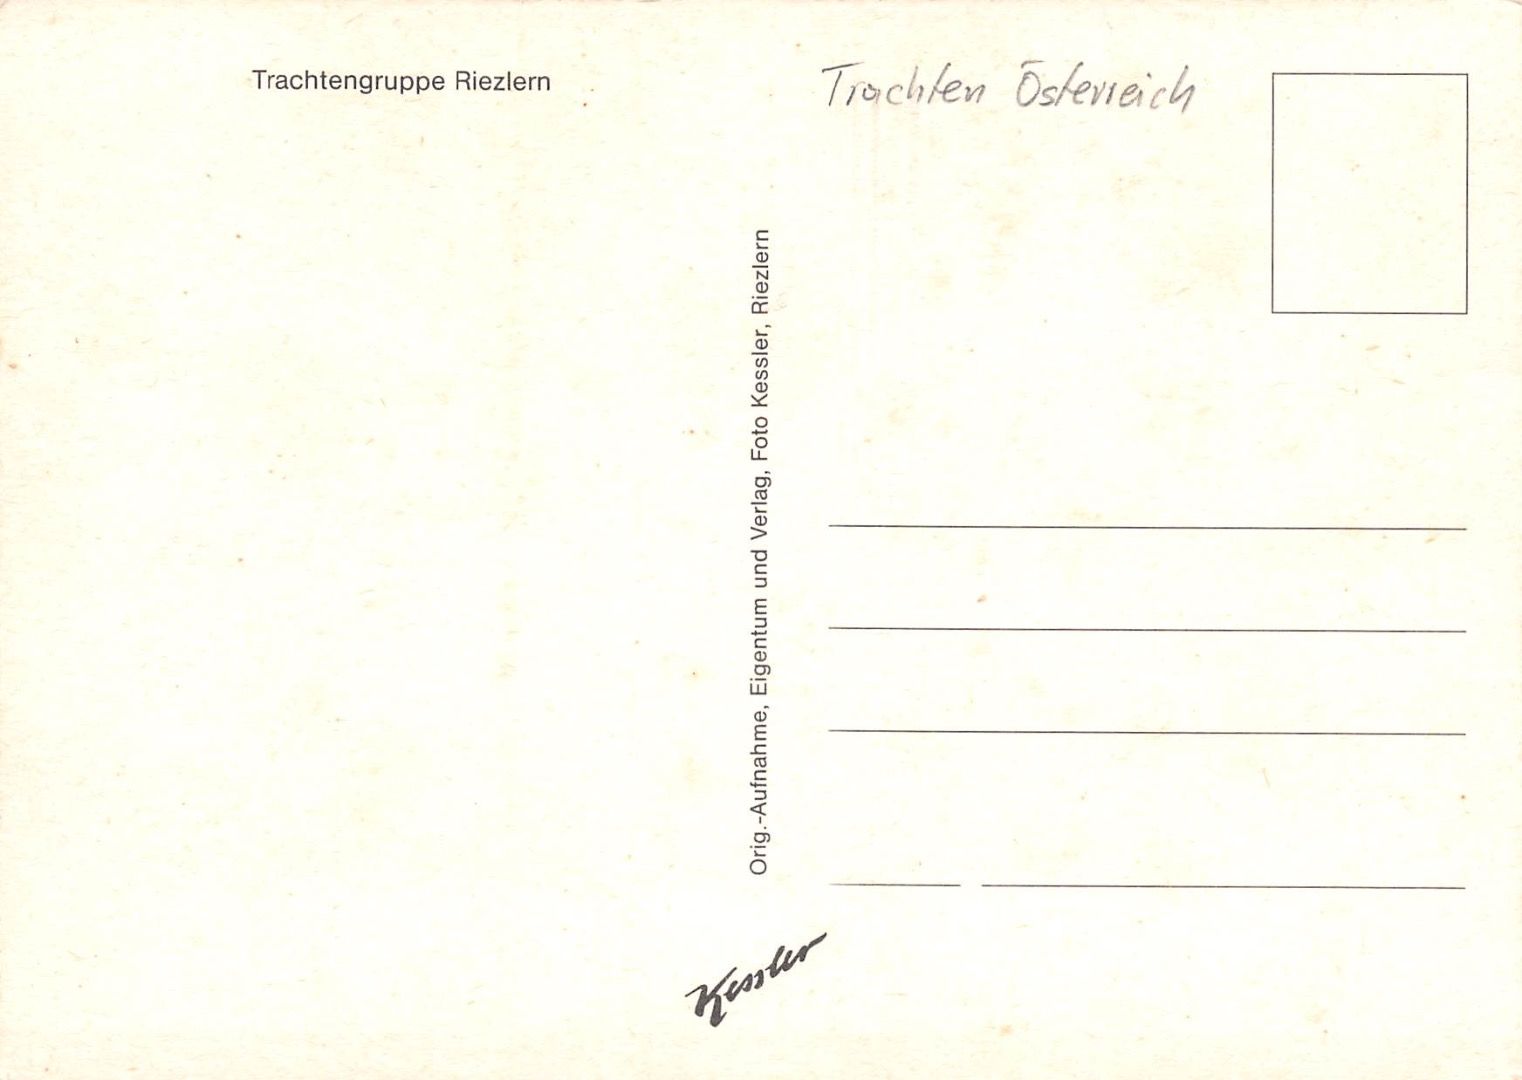 Trachtengruppe Riezlern
Trachten Österreich
Orig.-Aufnahme, Eigentum und Verlag, Foto Kessler, Riezlern
Kessler